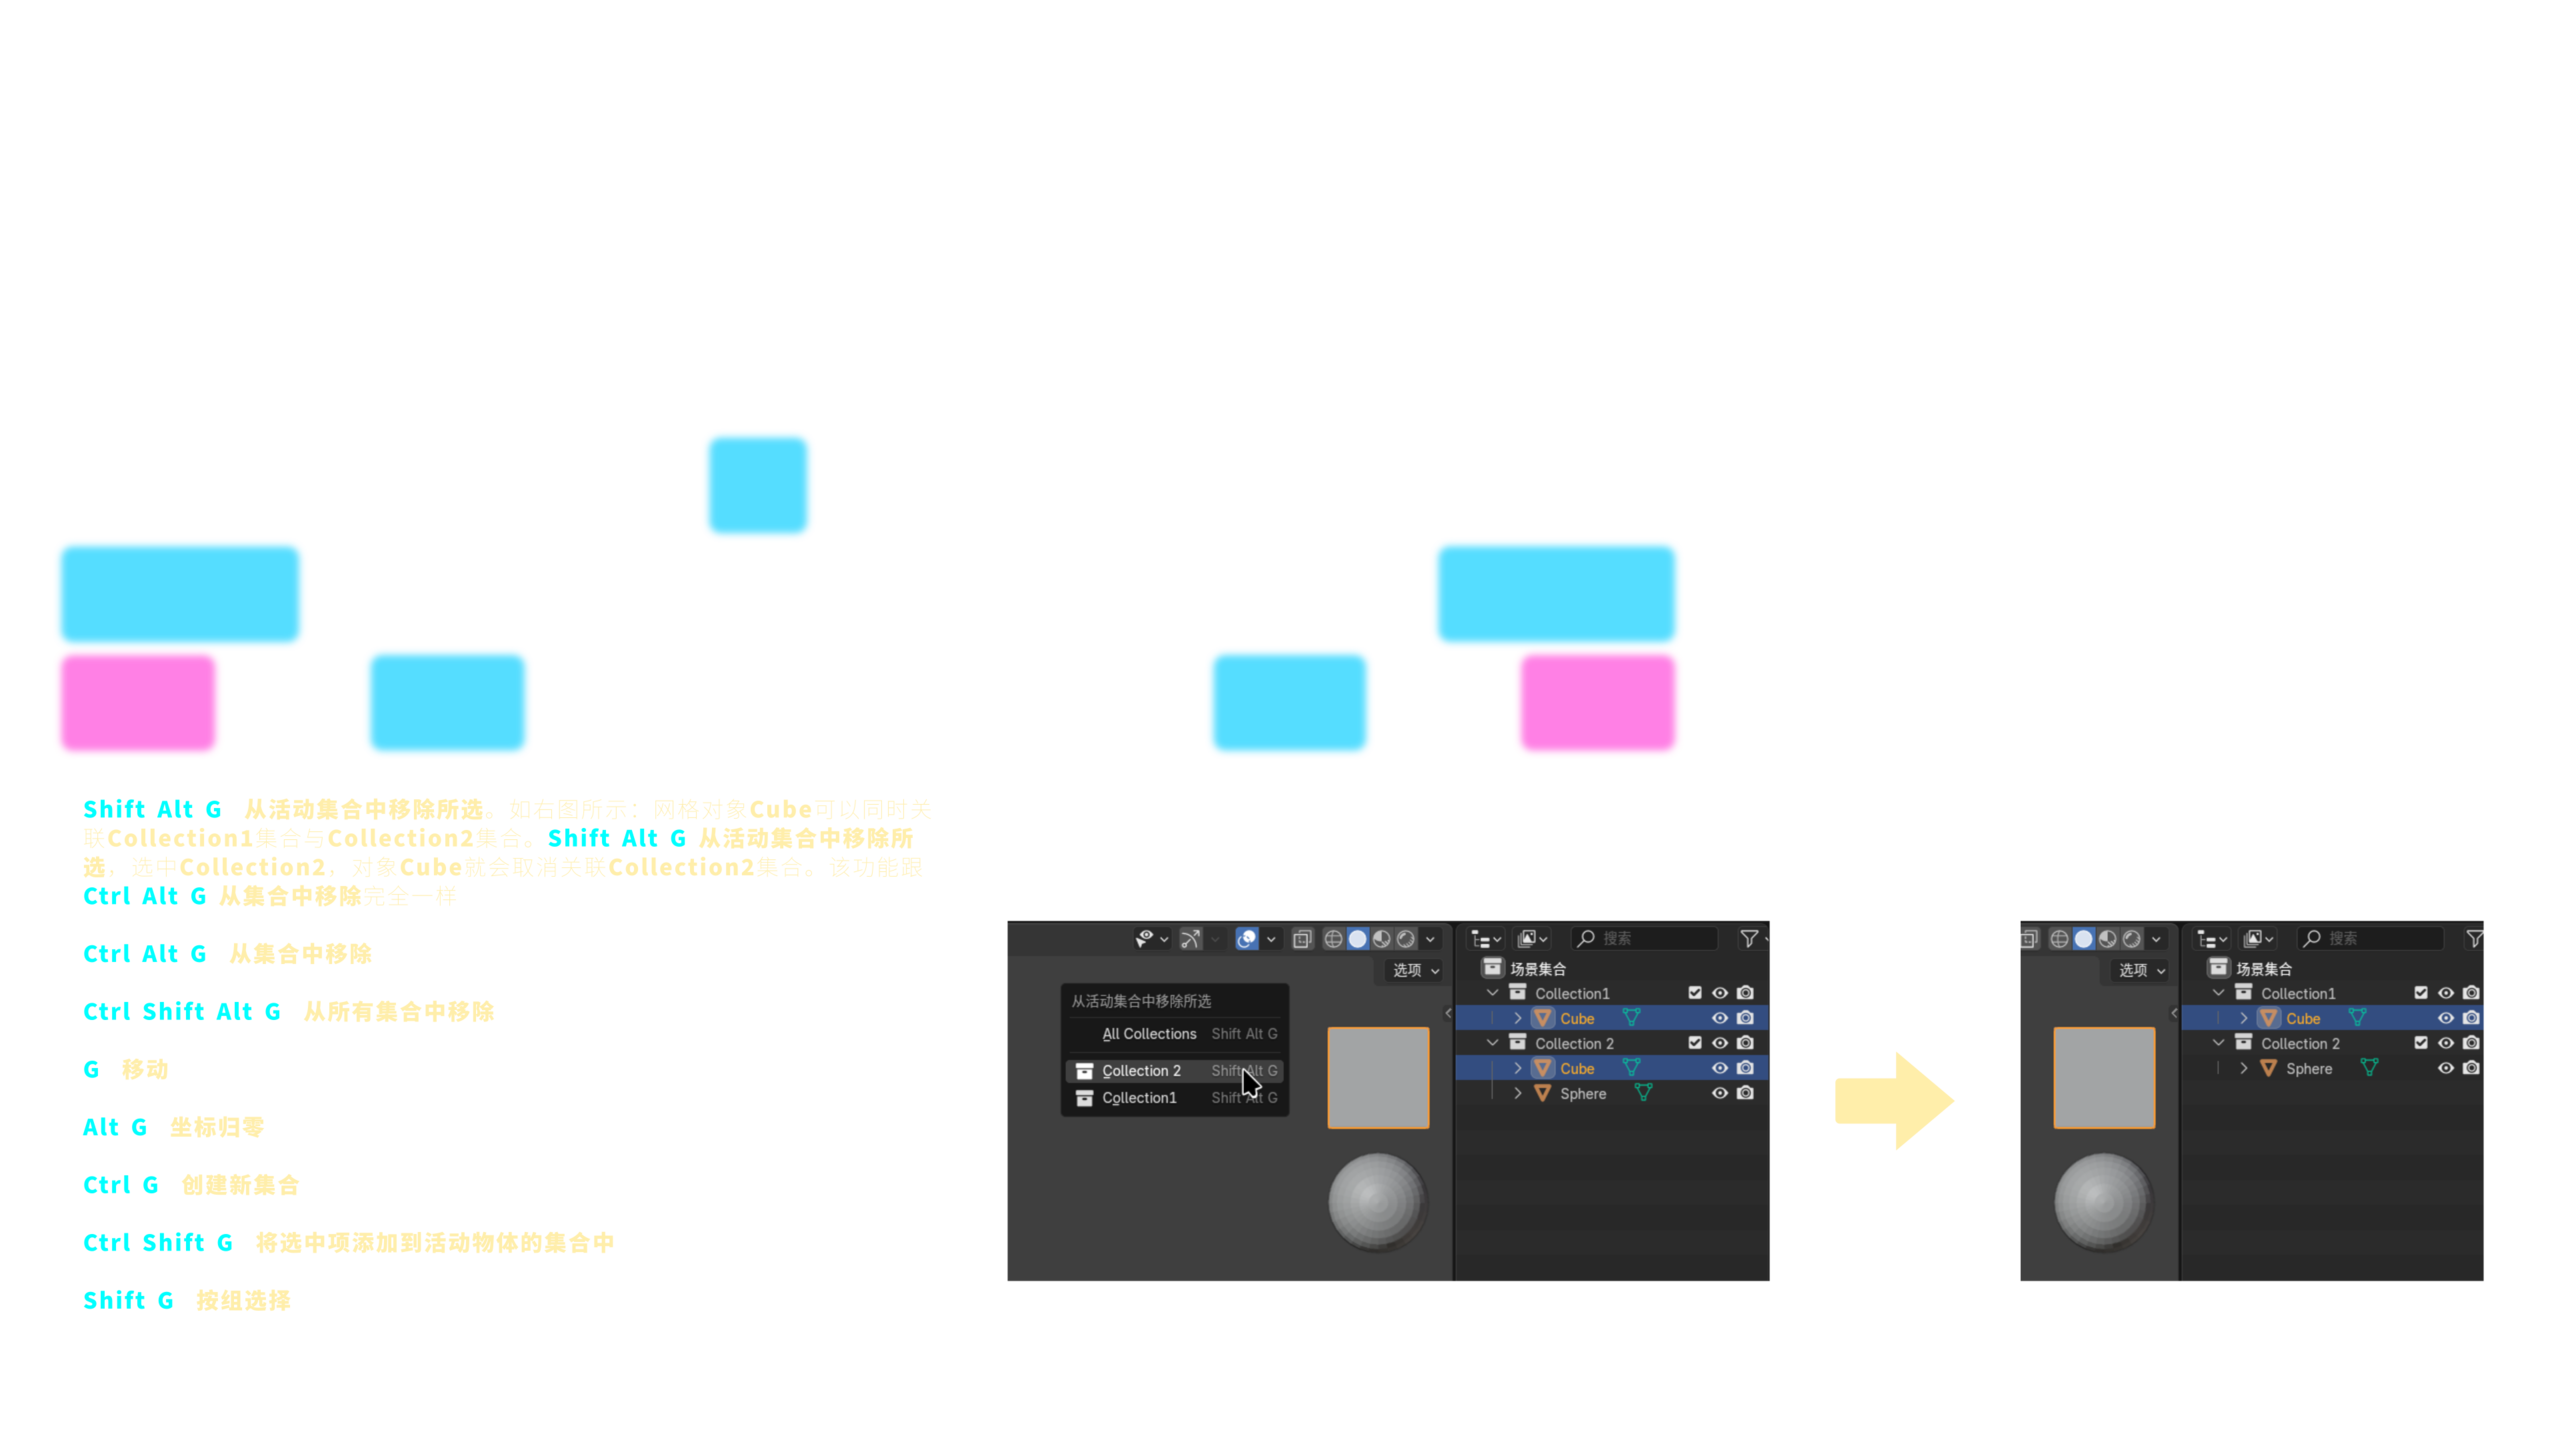 Shift Alt G 从活动集合中移除所选。如右图所示：网格对象Cube可以同时关
联Collection1集合与Collection2集合。Shift Alt G 从活动集合中移除所
选，选中Collection2，对象Cube就会取消关联Collection2集合。该功能跟
Ctrl Alt G 从集合中移除完全一样
Ctrl Alt G 从集合中移除
Ctrl Shift Alt G 从所有集合中移除
G 移动
Alt G 坐标归零
Ctrl G 创建新集合
Ctrl Shift G 将选中项添加到活动物体的集合中
Shift G 按组选择
搜索
选项
场景集合
从活动集合中移除所选
All Collections Shift Alt G
Collection 2 Shift Alt G
Collection1 Shift Alt G
Collection1
Cube
Collection 2
Cube
Sphere
搜索
选项
场景集合
Collection1
Cube
Collection 2
Sphere